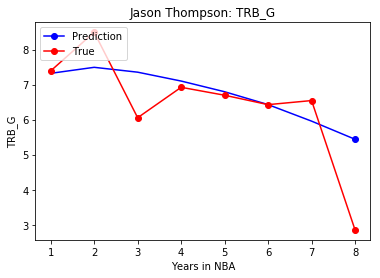 Jason Thompson: TRB_G
Prediction
True
8
7
6
5
4
3
TRB_G
1 2 3 4 5 6 7 8
Years in NBA